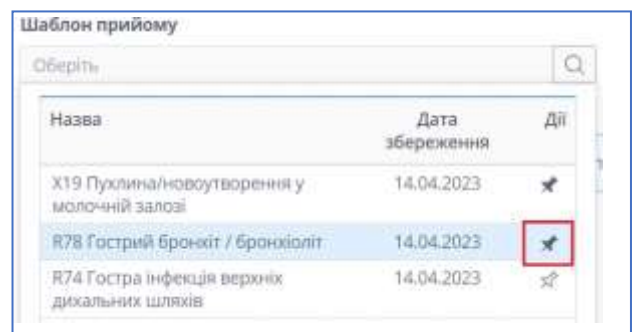 Шаблон прийому
Оберіть
Назва Дата Дії
збереження
X19 Пухлина/новоутворення у 14.04.2023
молочній залозі
R78 Гострий бронхіт / бронхіоліт 14.04.2023
R74 Гостра інфекція верхніх 14.04.2023
дихальних шляхів